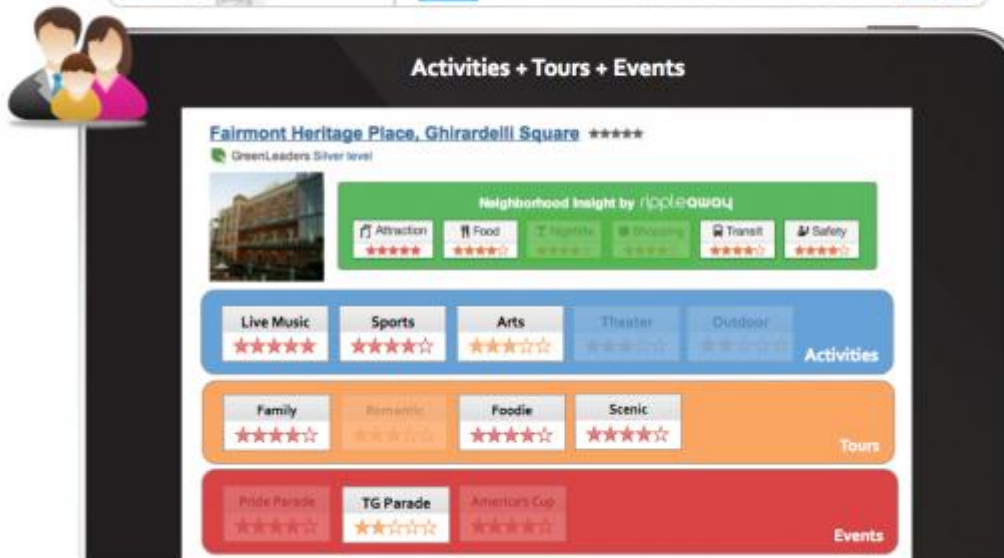 Activities + Tours + Events
Fairmont Heritage Place, Ghirardelli Square
GreenLeaders Silver level
Neighborhood Insight by rippleaway
Attraction Food Nightlife Shopping Transit Safety
Live Music Sports Arts Theater Outdoor
Activities
Family Romantic Foodie Scenic
Tours
Pride Parade TG Parade America's Cup
Events